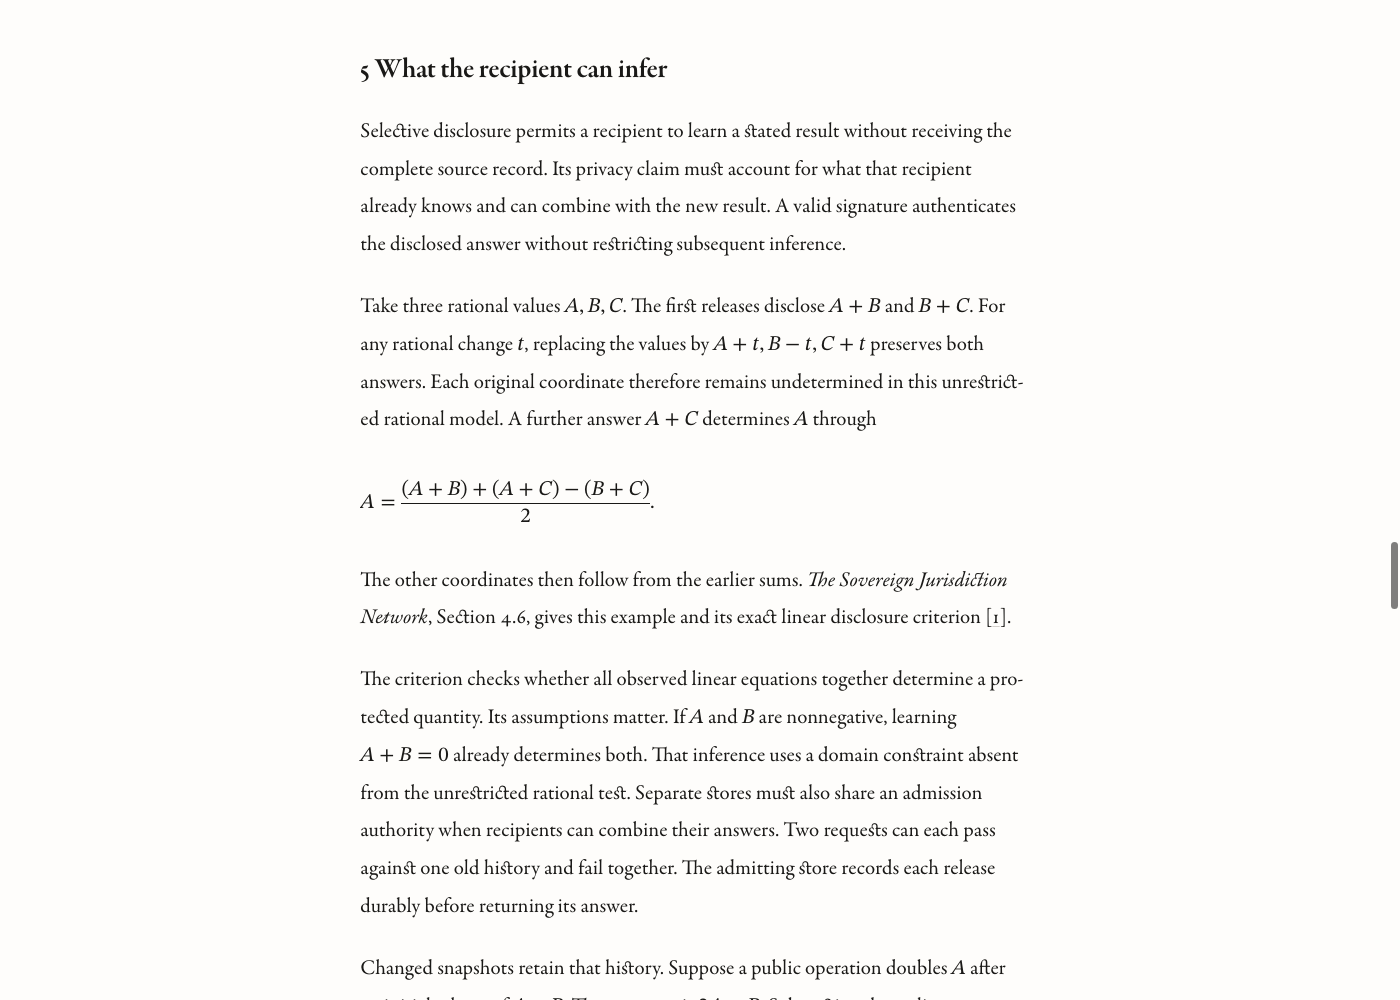 5 What the recipient can infer
Selective disclosure permits a recipient to learn a stated result without receiving the
complete source record. Its privacy claim must account for what that recipient
already knows and can combine with the new result. A valid signature authenticates
the disclosed answer without restricting subsequent inference.
Take three rational values A, B, C. The first releases disclose A + B and B + C. For
any rational change t, replacing the values by A + t, B − t, C + t preserves both
answers. Each original coordinate therefore remains undetermined in this unrestrict-
ed rational model. A further answer A + C determines A through
A = (A + B) + (A + C) − (B + C)
2.
The other coordinates then follow from the earlier sums. The Sovereign Jurisdiction
Network, Section 4.6, gives this example and its exact linear disclosure criterion [1].
The criterion checks whether all observed linear equations together determine a pro-
tected quantity. Its assumptions matter. If A and B are nonnegative, learning
A + B = 0 already determines both. That inference uses a domain constraint absent
from the unrestricted rational test. Separate stores must also share an admission
authority when recipients can combine their answers. Two requests can each pass
against one old history and fail together. The admitting store records each release
durably before returning its answer.
Changed snapshots retain that history. Suppose a public operation doubles A after